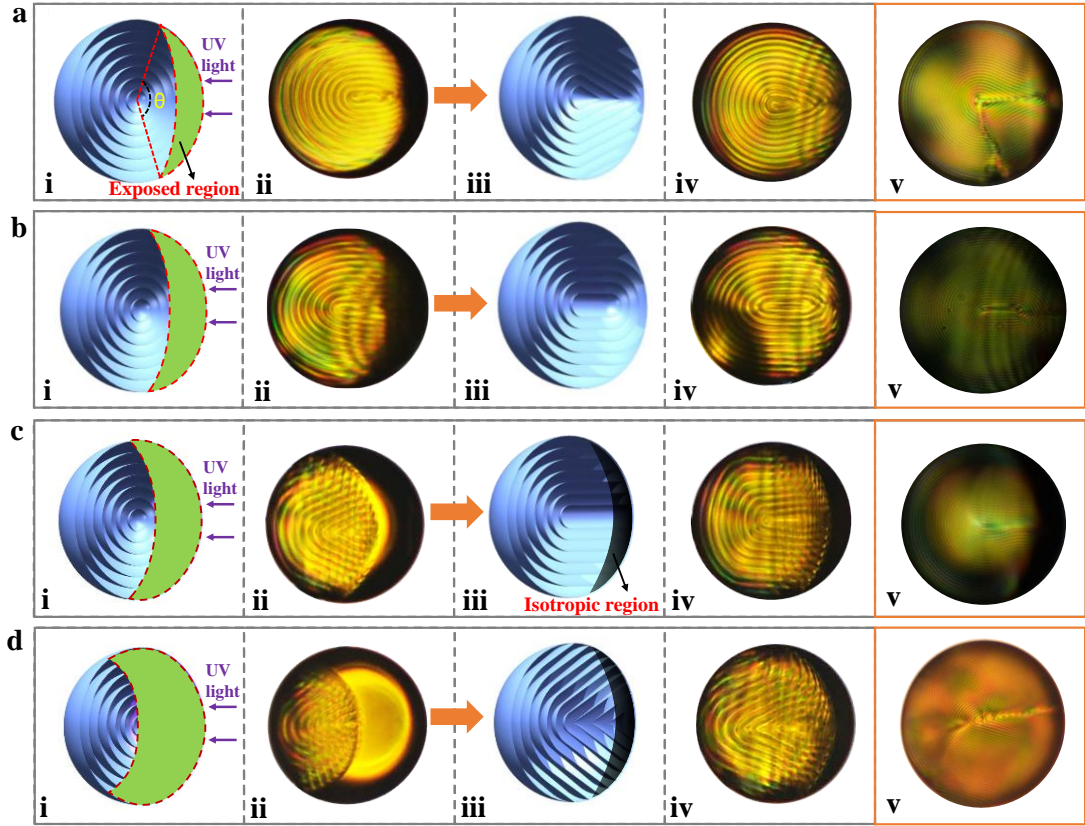 a
UV
light
θ
Exposed region
i
ii
iii
iv
v
b
UV
light
i
ii
iii
iv
v
c
UV
light
Isotropic region
i
ii
iii
iv
v
d
UV
light
i
ii
iii
iv
v